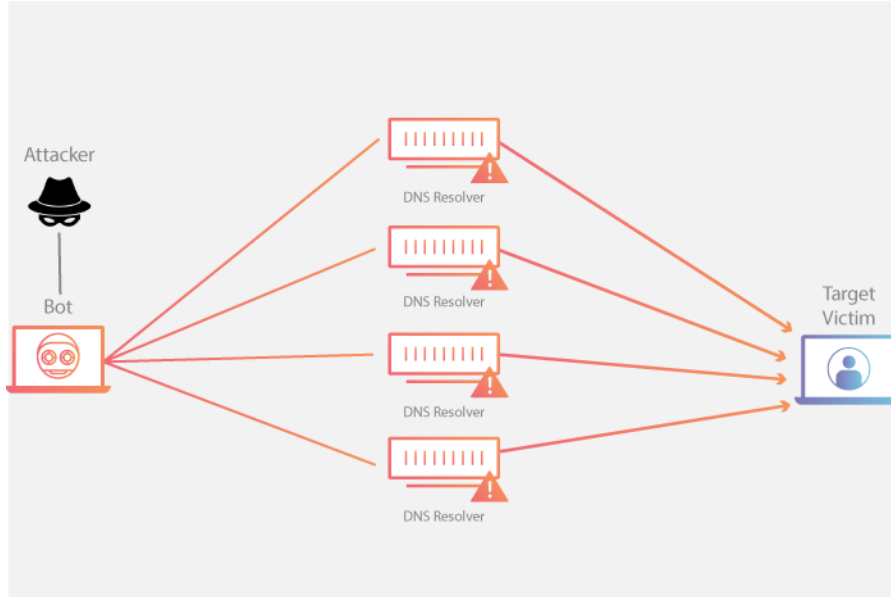 Attacker
Bot
DNS Resolver
DNS Resolver
DNS Resolver
DNS Resolver
Target
Victim